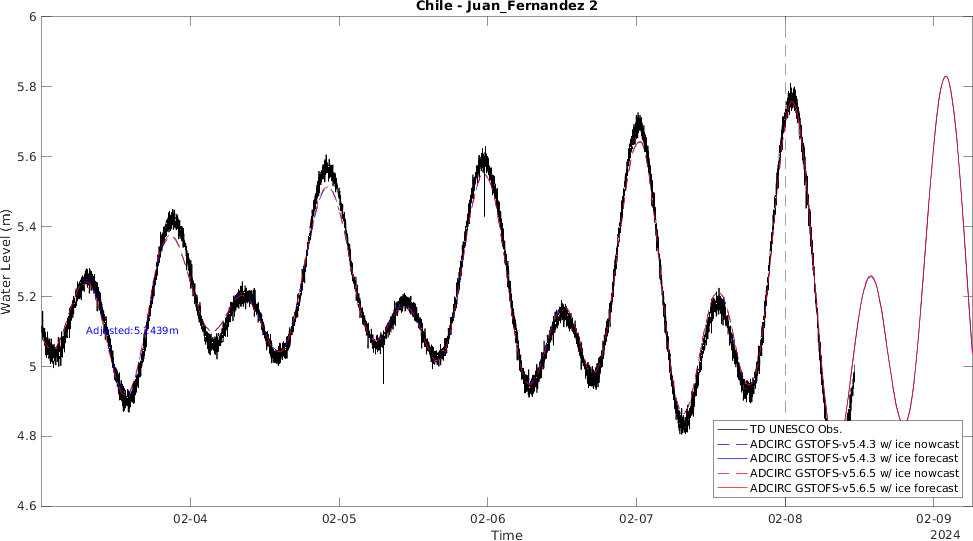 Chile - Juan_Fernandez 2
Water Level (m)
6
5.8
5.6
5.4
5.2
5
4.8
4.6
02-04
02-05
02-06
02-07
02-08
02-09
2024
Time
TD UNESCO Obs.
ADCIRC GSTOFS-v5.4.3 w/ ice nowcast
ADCIRC GSTOFS-v5.4.3 w/ ice forecast
ADCIRC GSTOFS-v5.6.5 w/ ice nowcast
ADCIRC GSTOFS-v5.6.5 w/ ice forecast